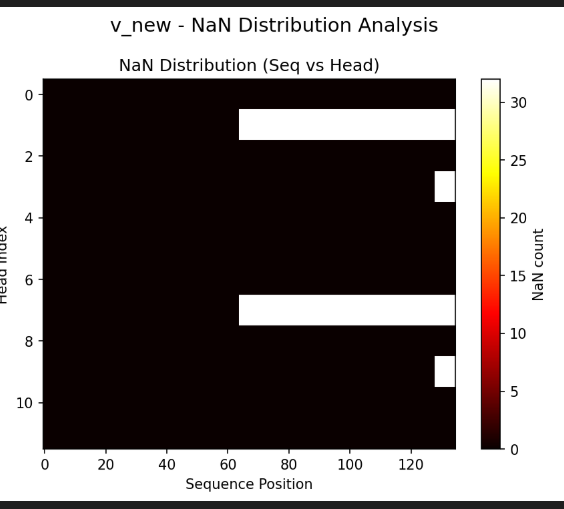 v_new - NaN Distribution Analysis
NaN Distribution (Seq vs Head)
0
2
4
6
8
10
Head Index
0 20 40 60 80 100 120
Sequence Position
30
25
20
15
10
5
0
NaN count